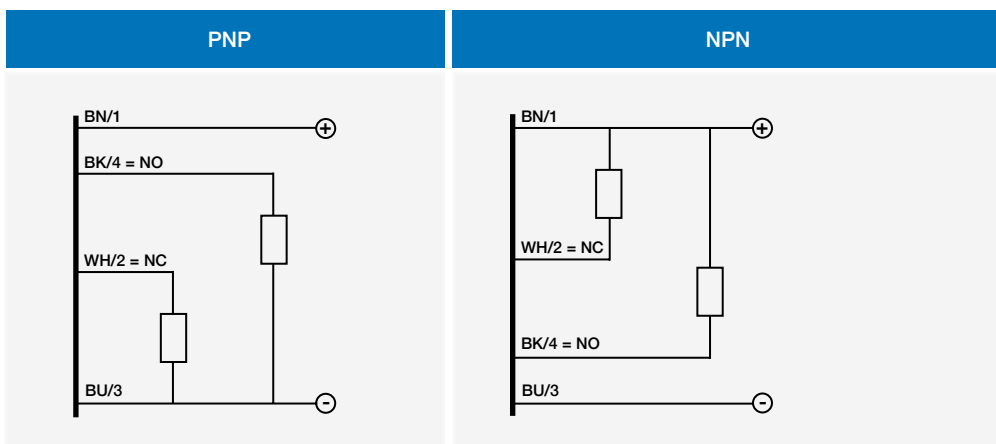 PNP
BN/1
+
BK/4 = NO
WH/2 = NC
BU/3
-
NPN
BN/1
+
WH/2 = NC
BK/4 = NO
BU/3
-